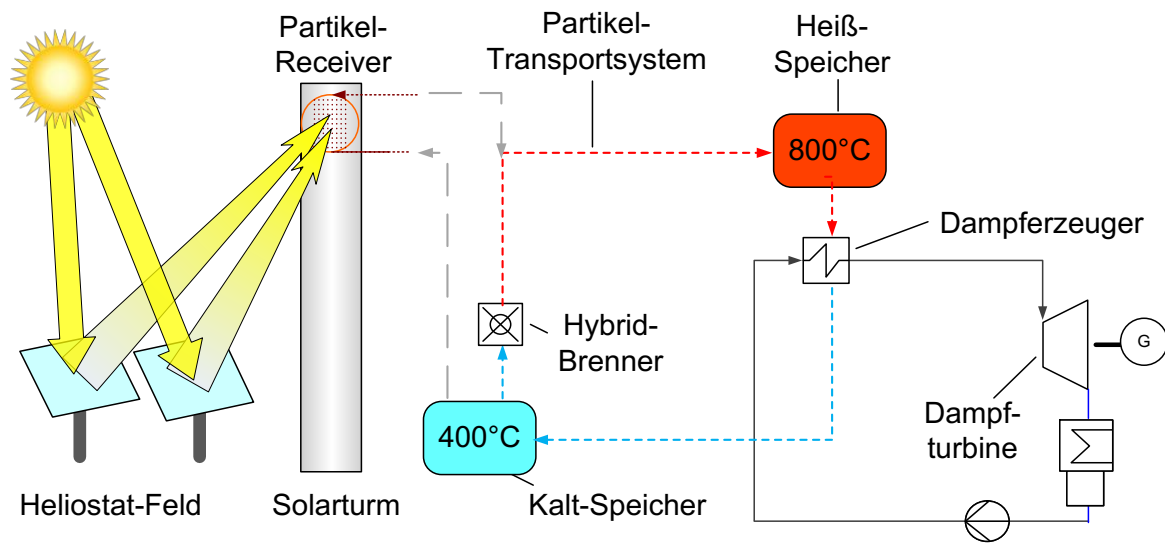 Partikel-
Receiver
Partikel-
Transportsystem
Heiß-
Speicher
800°C
Dampferzeuger
Hybrid-
Brenner
G
400°C
Dampf-
turbine
Heliostat-Feld
Solarturm
Kalt-Speicher